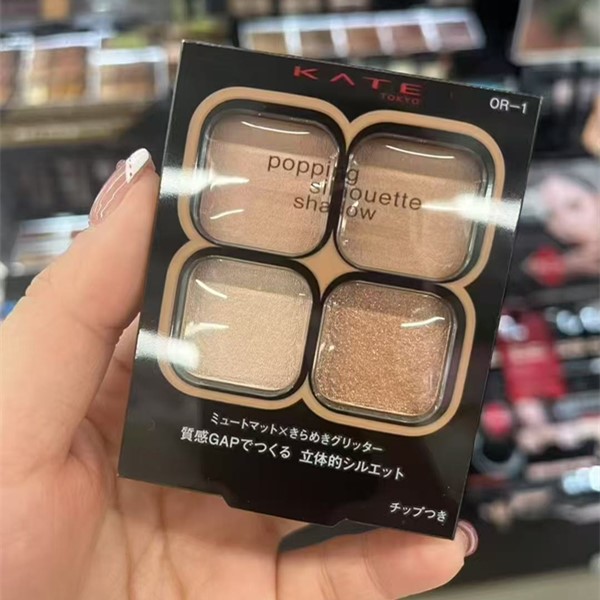 KATE
TOKYO
OR-1
popping
silhouette
shadow
ミュートマット×きらめきグリッター
質感GAPでつくる 立体的シルエット
チップつき